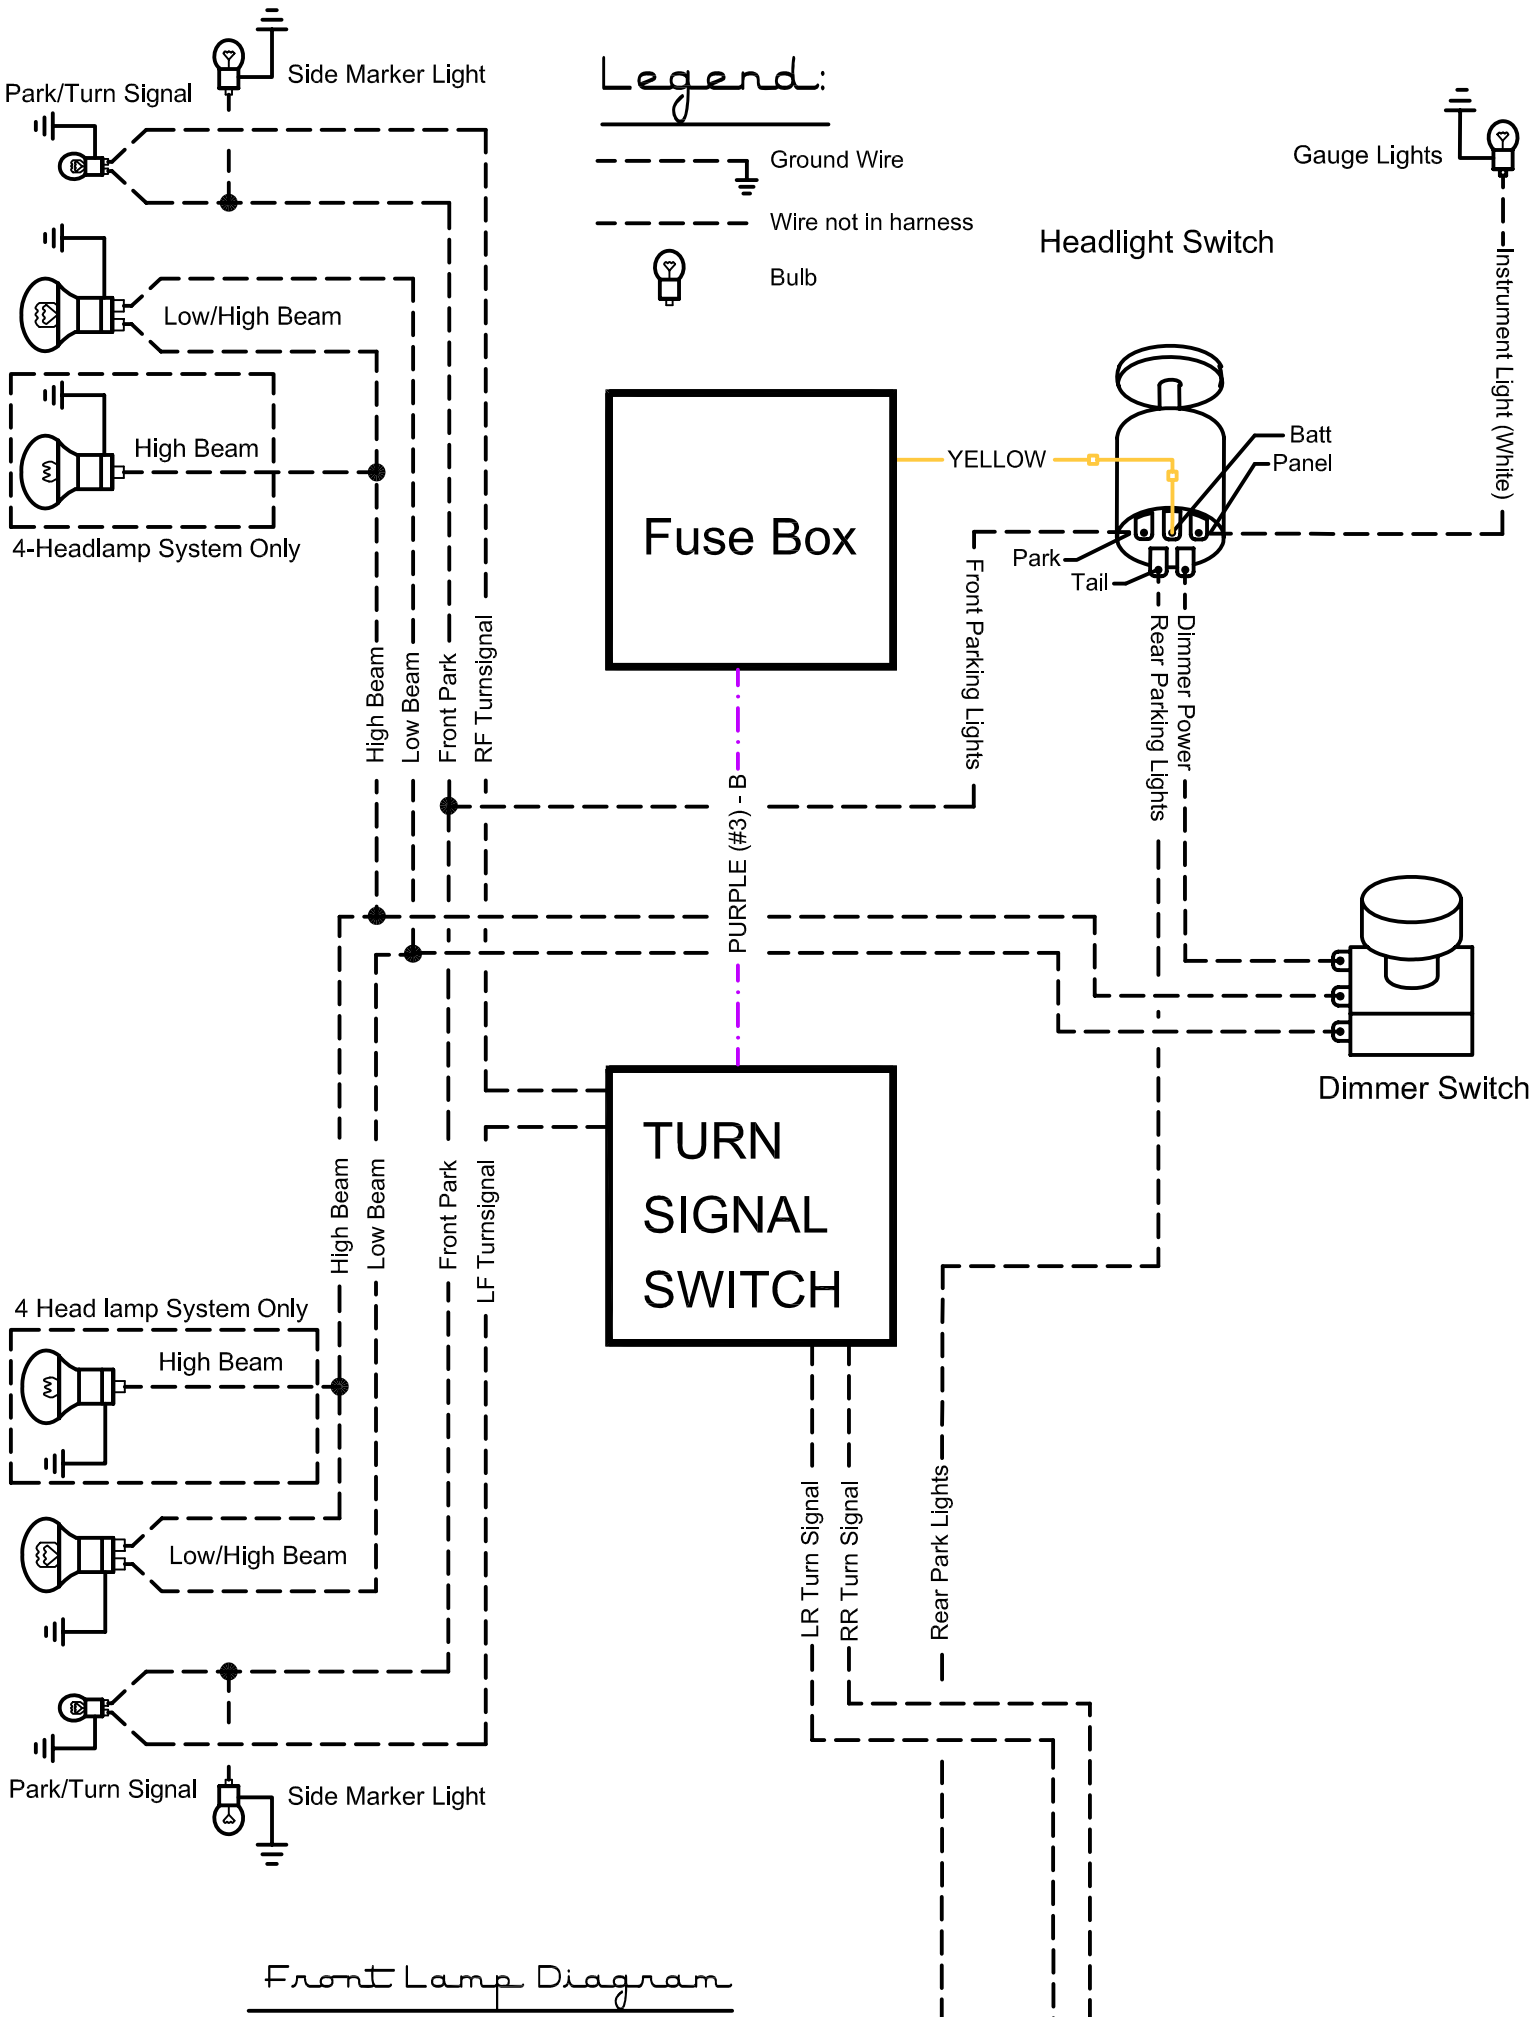 Side Marker Light
Park/Turn Signal
Legend:
Ground Wire
Wire not in harness
Bulb
Gauge Lights
Headlight Switch
Instrument Light (White)
Low/High Beam
High Beam
4-Headlamp System Only
Fuse Box
YELLOW
Batt
Panel
Park
Tail
Front Parking Lights
Rear Parking Lights
Dimmer Power
High Beam
Low Beam
Front Park
RF Turnsignal
PURPLE (#3) - B
Dimmer Switch
TURN
SIGNAL
SWITCH
High Beam
Low Beam
Front Park
LF Turnsignal
4 Head lamp System Only
High Beam
Low/High Beam
LR Turn Signal
RR Turn Signal
Rear Park Lights
Park/Turn Signal
Side Marker Light
Front Lamp Diagram